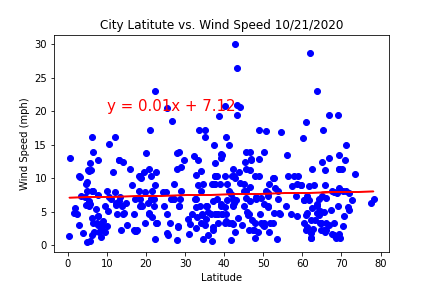 City Latitute vs. Wind Speed 10/21/2020
Wind Speed (mph)
30
25
20
15
10
5
0
y = 0.01x + 7.12
0 10 20 30 40 50 60 70 80
Latitude